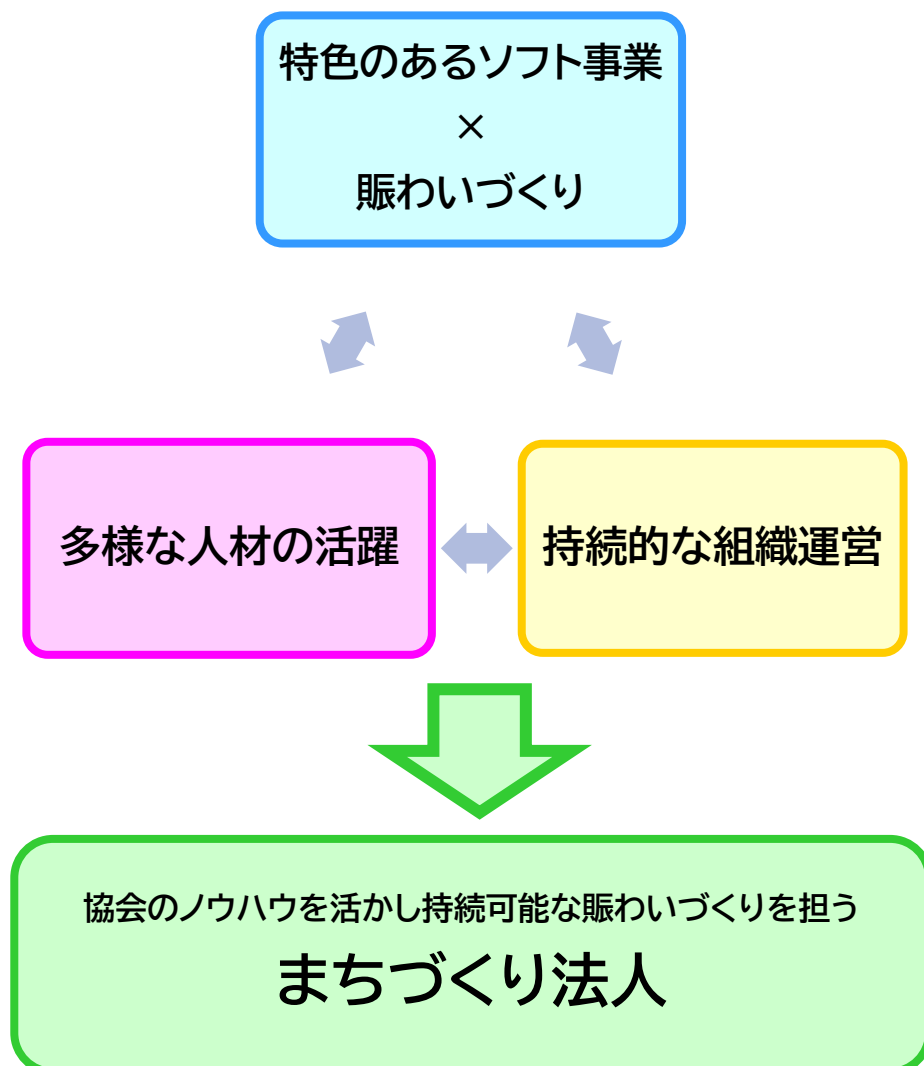 特色のあるソフト事業
×
賑わいづくり
多様な人材の活躍
持続的な組織運営
協会のノウハウを活かし持続可能な賑わいづくりを担う
まちづくり法人